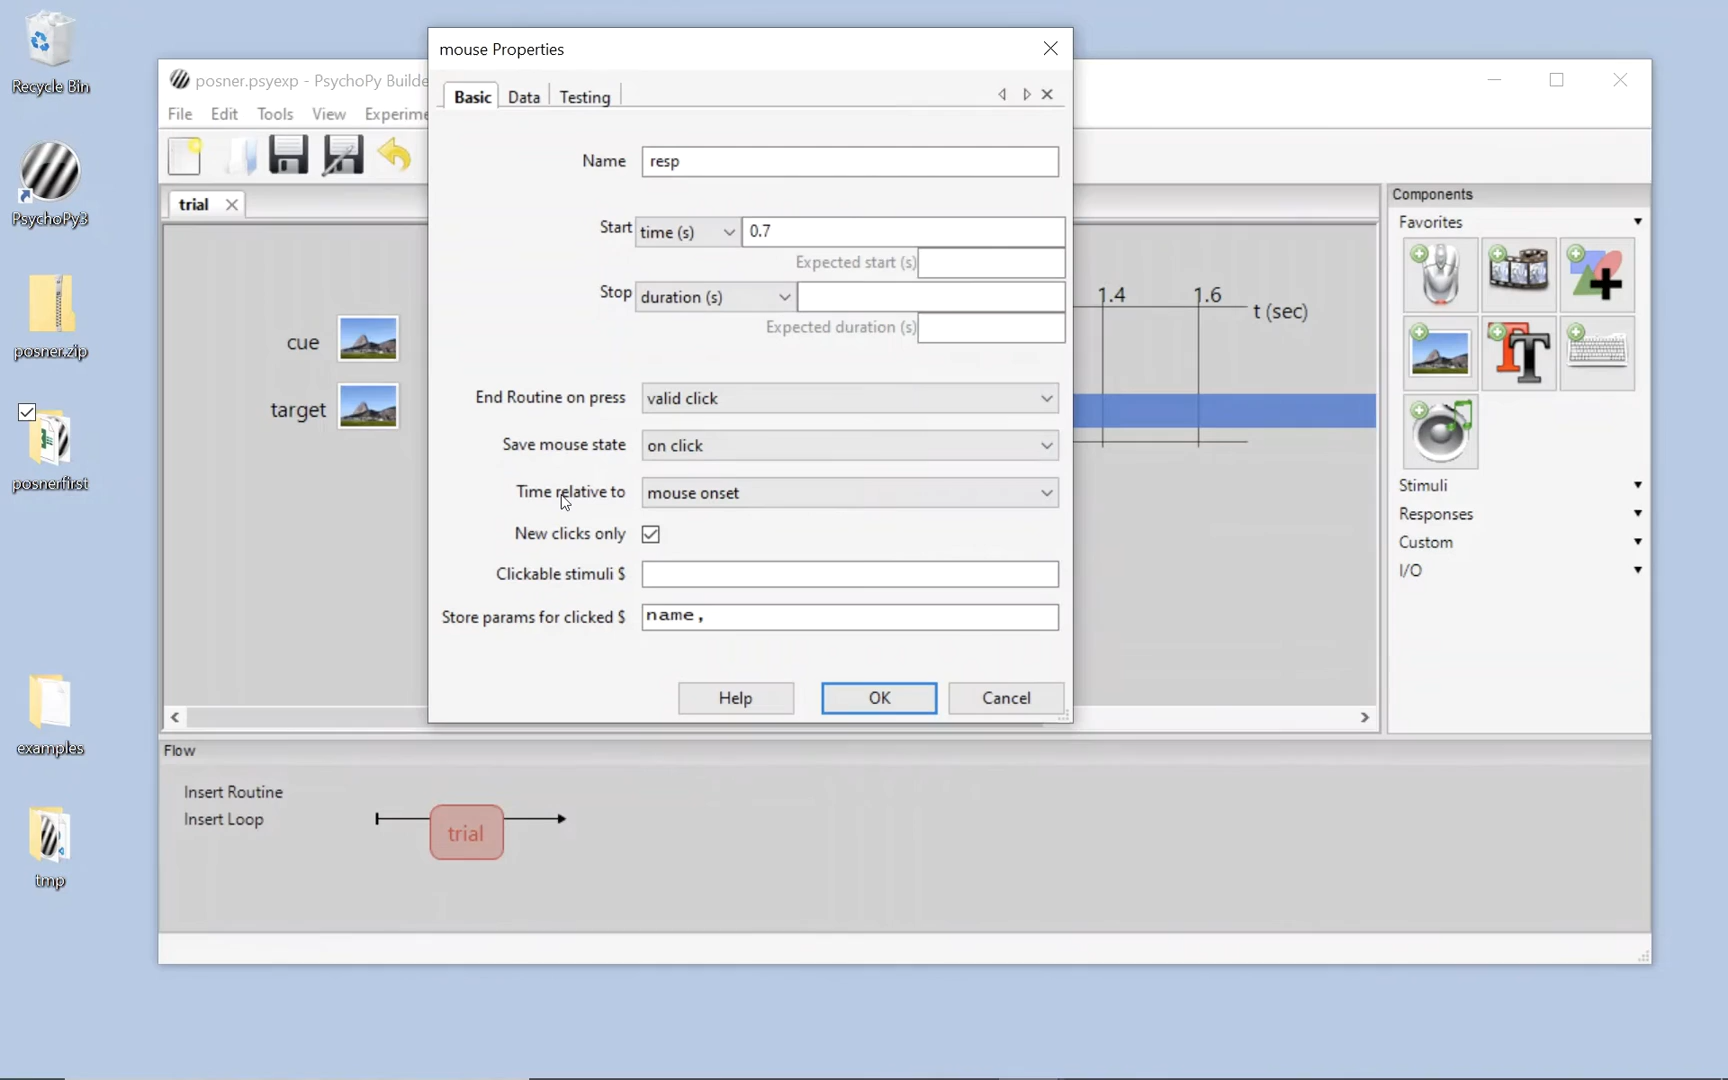 Recycle Bin
PsychoPy3
posner.zip
posnerfirst
examples
tmp
posner.psyexp - PsychoPy Builde
File Edit Tools View Experime
trial
cue
target
mouse Properties
Basic Data Testing
Name resp
Start time (s) 0.7
Expected start (s)
Stop duration (s)
Expected duration (s)
End Routine on press valid click
Save mouse state on click
Time relative to mouse onset
New clicks only
Clickable stimuli $
Store params for clicked $ name,
Help OK Cancel
1.4 1.6 t (sec)
Components
Favorites
Stimuli
Responses
Custom
I/O
Flow
Insert Routine
Insert Loop
trial